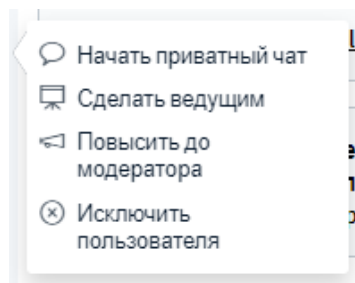 Начать приватный чат
Сделать ведущим
Повысить до
модератора
Исключить
пользователя